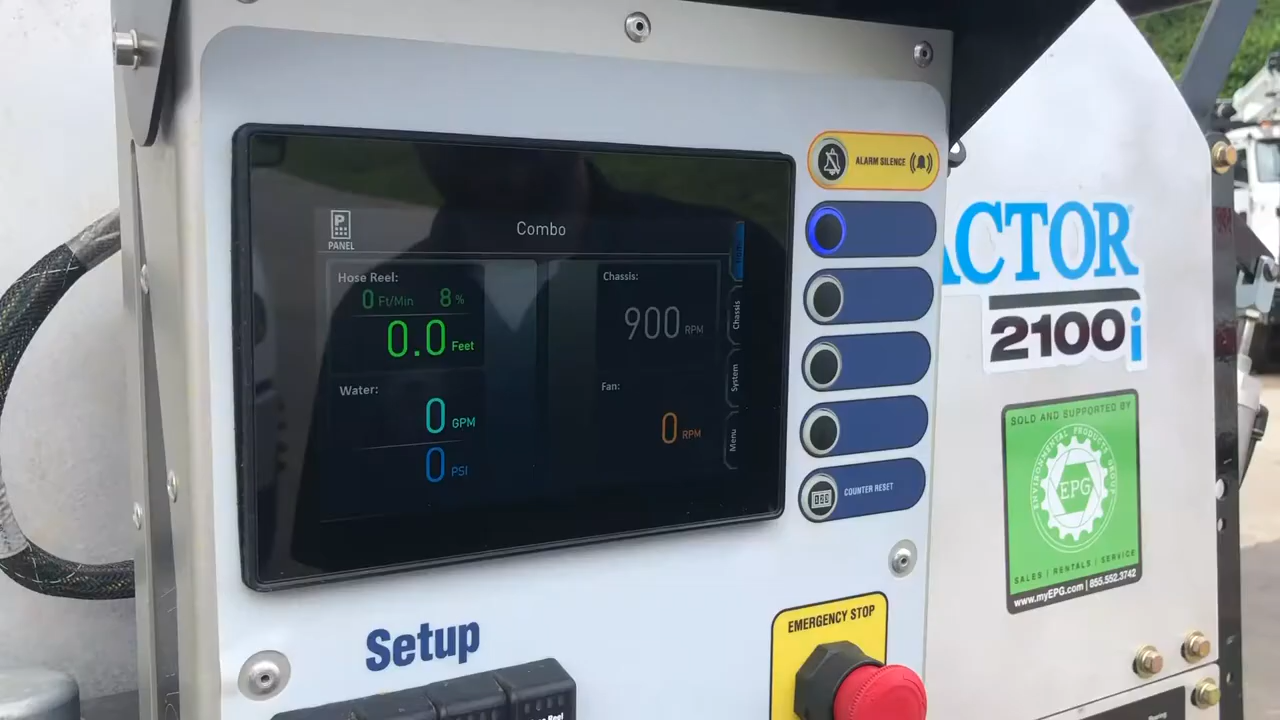 P
PANEL
Combo
Hose Reel:
0 Ft/Min 8 %
0.0 Feet
Water:
0 GPM
0 PSI
Chassis:
900 RPM
Fan:
0 RPM
Chassis
System
Menu
ALARM SILENCE
COUNTER RESET
Setup
EMERGENCY STOP
ACTOR
2100i
SOLD AND SUPPORTED BY
ENVIRONMENTAL PRODUCTS GROUP
EPG
SALES | RENTALS | SERVICE
www.myEPG.com | 855.552.3742
Reel